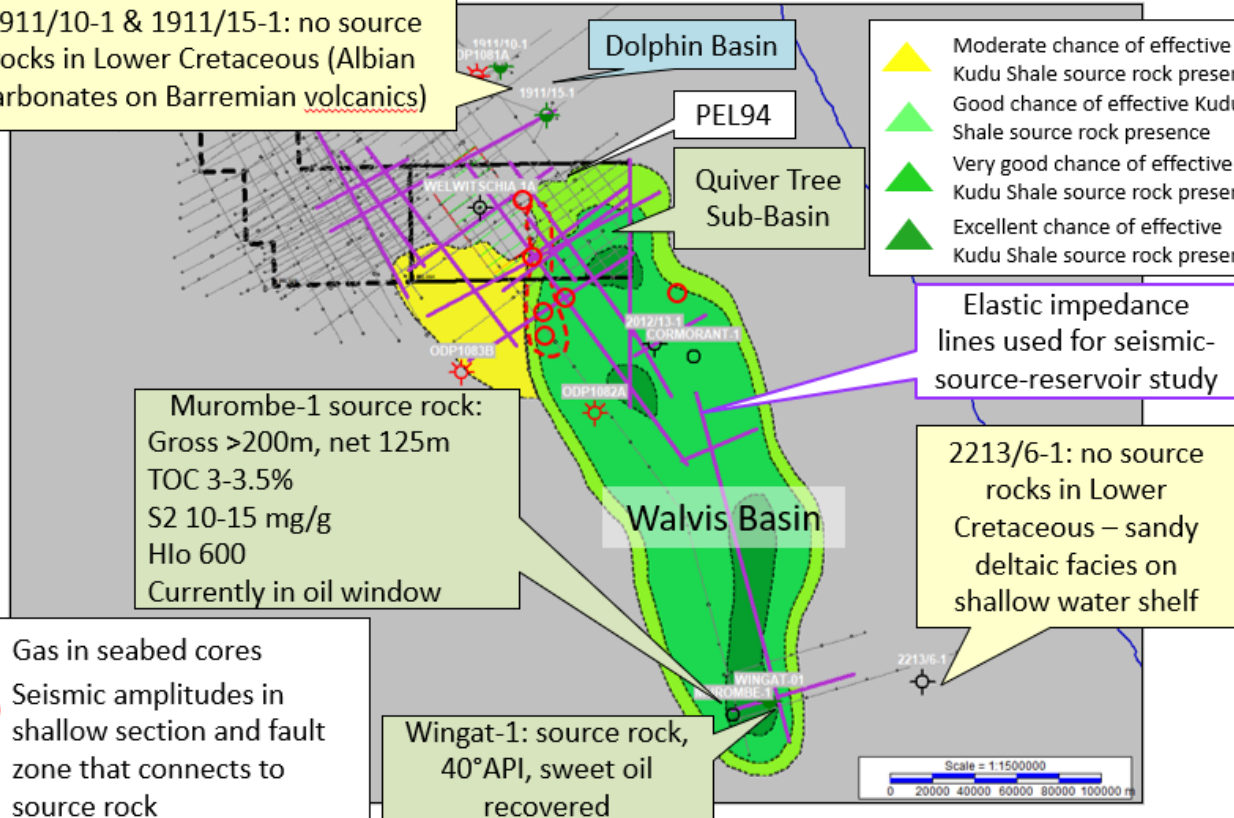 911/10-1 & 1911/15-1: no source
rocks in Lower Cretaceous (Albian
carbonates on Barremian volcanics)
1911/10-1
DP1081A
1911/15-1
Dolphin Basin
PEL94
Quiver Tree
Sub-Basin
Moderate chance of effective
Kudu Shale source rock presen
Good chance of effective Kudu
Shale source rock presence
Very good chance of effective
Kudu Shale source rock presen
Excellent chance of effective
Kudu Shale source rock presen
WELWITSCHIA 1A
Elastic impedance
lines used for seismic-
source-reservoir study
2012/13-1
CORMORANT-1
ODP1083B
ODP1082A
Murombe-1 source rock:
Gross >200m, net 125m
TOC 3-3.5%
S2 10-15 mg/g
HIo 600
Currently in oil window
Walvis Basin
2213/6-1: no source
rocks in Lower
Cretaceous – sandy
deltaic facies on
shallow water shelf
Gas in seabed cores
Seismic amplitudes in
shallow section and fault
zone that connects to
source rock
2213/6-1
WINGAT-01
MUROMBE-1
Wingat-1: source rock,
40°API, sweet oil
recovered
Scale = 1:1500000
0 20000 40000 60000 80000 100000 m